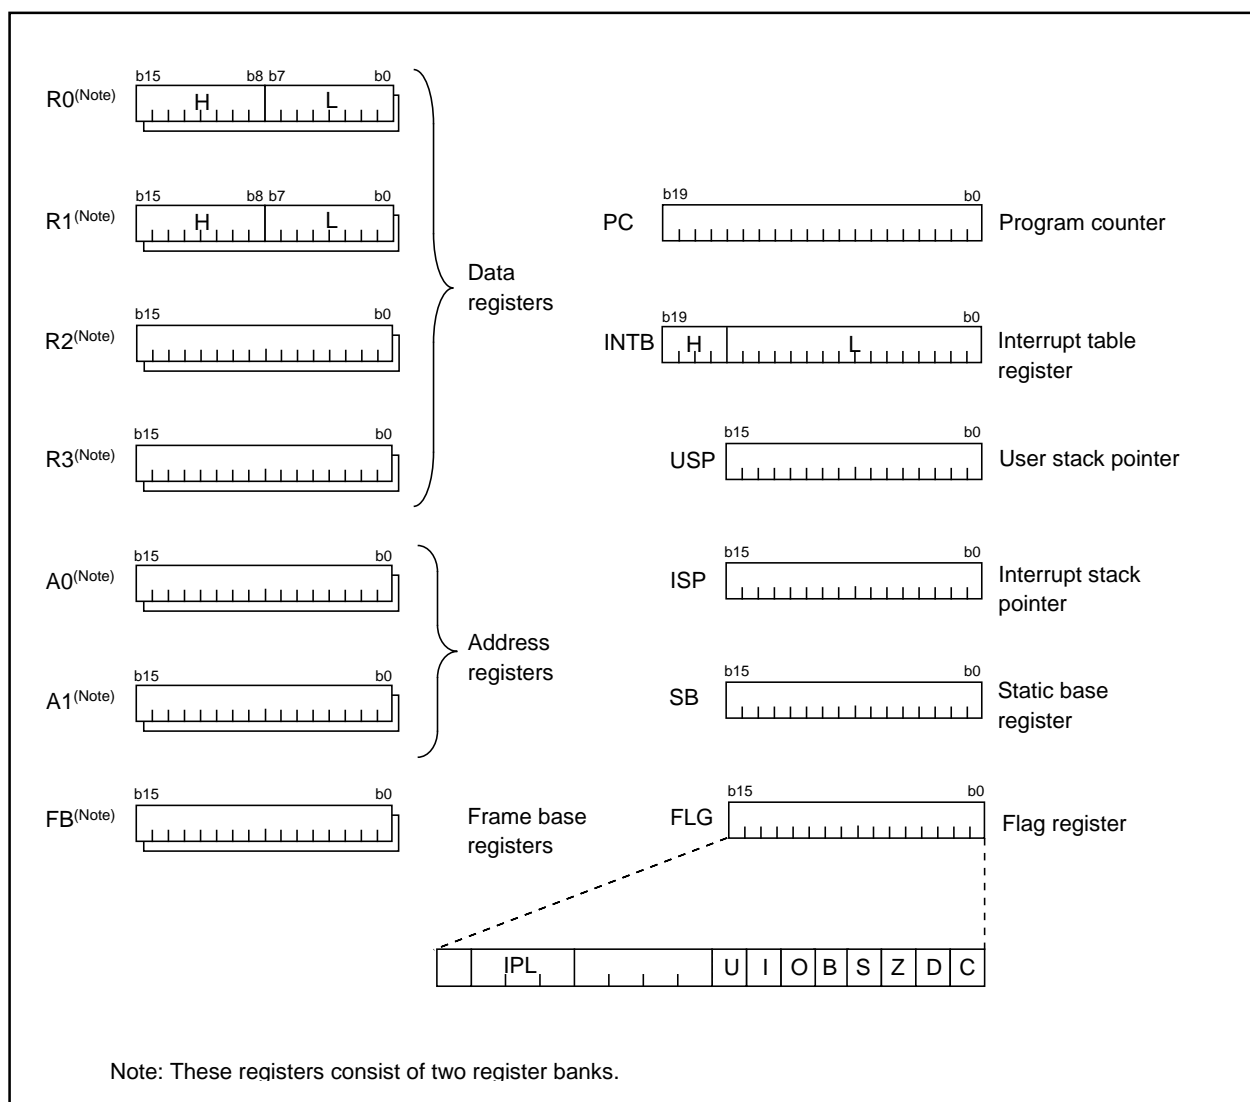 b15 b8 b7 b0
R0(Note) H L
b15 b8 b7 b0
R1(Note) H L
Data
registers
b15 b0
R2(Note)
b15 b0
R3(Note)
b15 b0
A0(Note)
Address
registers
b15 b0
A1(Note)
b15 b0
FB(Note)
Frame base
registers
b19 b0
PC Program counter
b19 b0
INTB H L Interrupt table
register
b15 b0
USP User stack pointer
b15 b0
ISP Interrupt stack
pointer
b15 b0
SB Static base
register
b15 b0
FLG Flag register
IPL U I O B S Z D C
Note: These registers consist of two register banks.